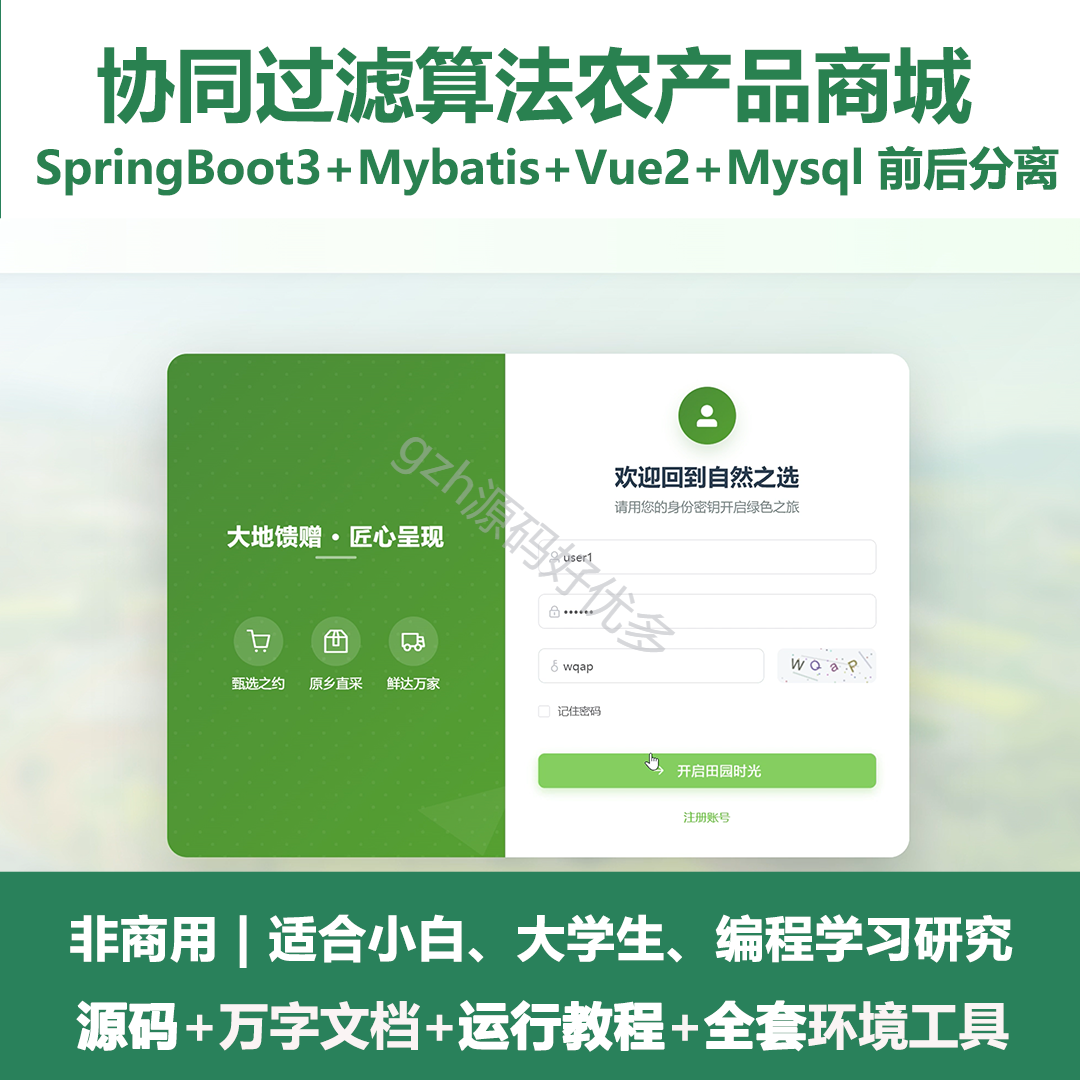 协同过滤算法农产品商城
SpringBoot3+Mybatis+Vue2+Mysql 前后分离
大地馈赠 · 匠心呈现
甄选之约
原乡直采
鲜达万家
欢迎回到自然之选
请用您的身份密钥开启绿色之旅
user1
••••••
wqap
WQaP
记住密码
开启田园时光
注册账号
gzh源码好优多
非商用 | 适合小白、大学生、编程学习研究
源码+万字文档+运行教程+全套环境工具